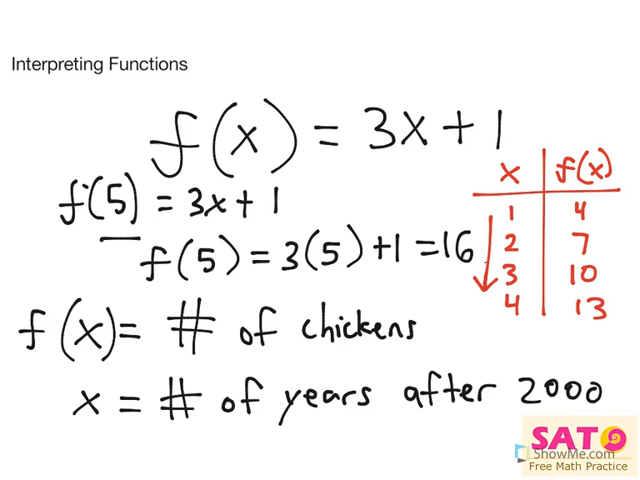 Interpreting Functions
f(x) = 3x + 1
f(5) = 3x + 1
f(5) = 3(5) + 1 = 16
x f(x)
1 4
2 7
3 10
4 13
f(x) = # of chickens
x = # of years after 2000
SAT
ShowMe.com
Free Math Practice